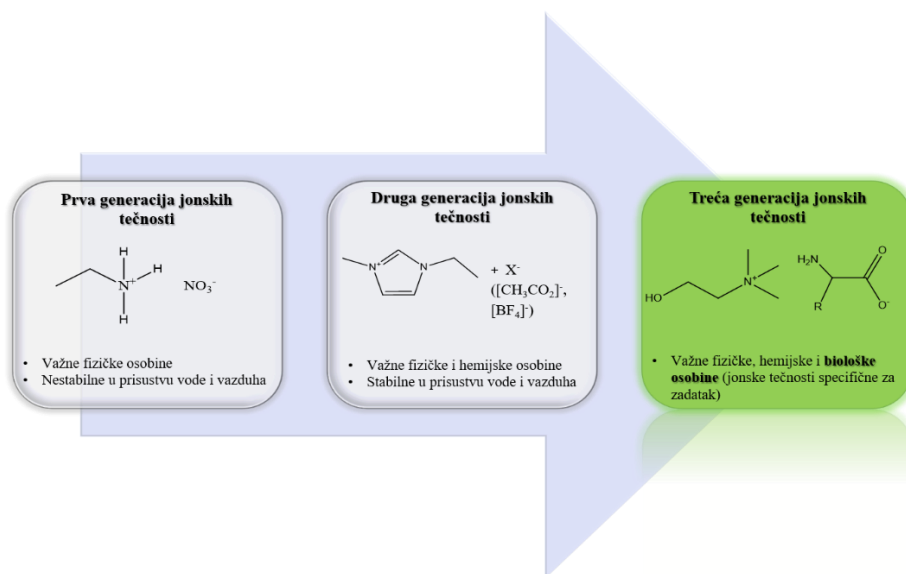 Prva generacija jonskih
tečnosti
H
H
N⁺
H
NO₃⁻
• Važne fizičke osobine
• Nestabilne u prisustvu vode i vazduha
Druga generacija jonskih
tečnosti
N⁺
N
+ X⁻
([CH₃CO₂]⁻,
[BF₄]⁻)
• Važne fizičke i hemijske osobine
• Stabilne u prisustvu vode i vazduha
Treća generacija jonskih
tečnosti
HO
N⁺
H₂N
O
O⁻
R
• Važne fizičke, hemijske i biološke
osobine (jonske tečnosti specifične za
zadatak)